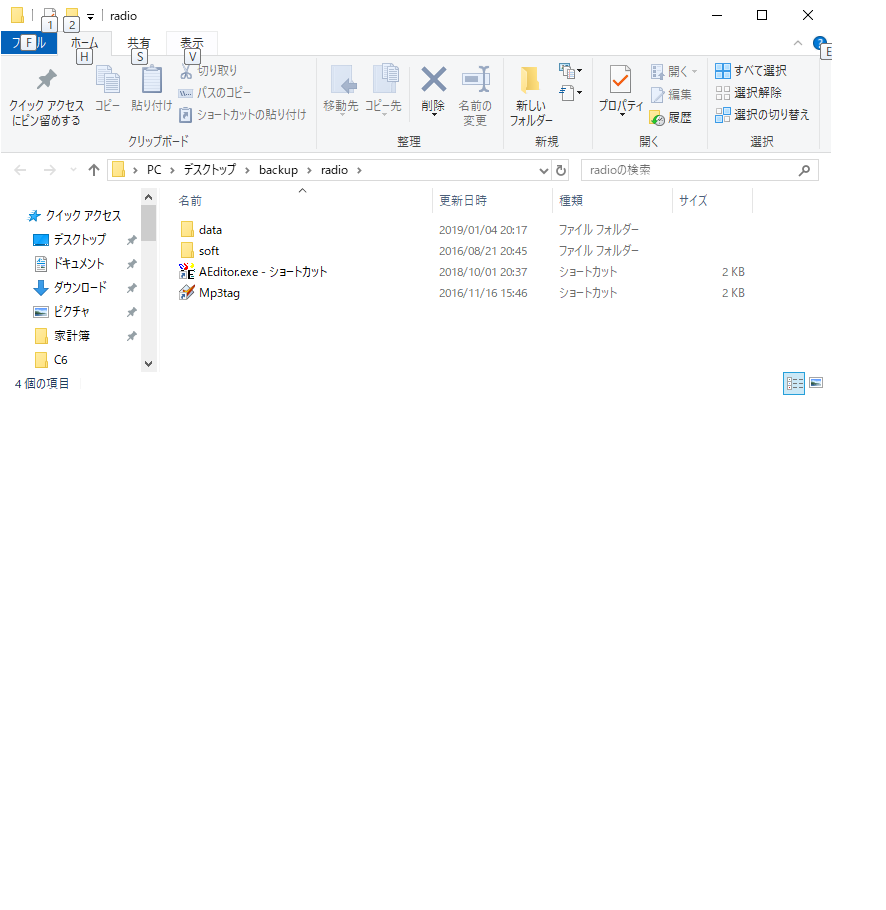 1 2 radio
ファイル ホーム 共有 表示
F H S V E
クイック アクセス
にピン留めする
コピー
貼り付け
切り取り
パスのコピー
ショートカットの貼り付け
クリップボード
移動先 コピー先 削除 名前の
変更
整理
新しい
フォルダー
新規
プロパティ
開く
編集
履歴
開く
すべて選択
選択解除
選択の切り替え
選択
PC デスクトップ backup radio
radioの検索
クイック アクセス
デスクトップ
ドキュメント
ダウンロード
ピクチャ
家計簿
C6
名前 更新日時 種類 サイズ
data 2019/01/04 20:17 ファイル フォルダー
soft 2016/08/21 20:45 ファイル フォルダー
AEditor.exe - ショートカット 2018/10/01 20:37 ショートカット 2 KB
Mp3tag 2016/11/16 15:46 ショートカット 2 KB
4 個の項目